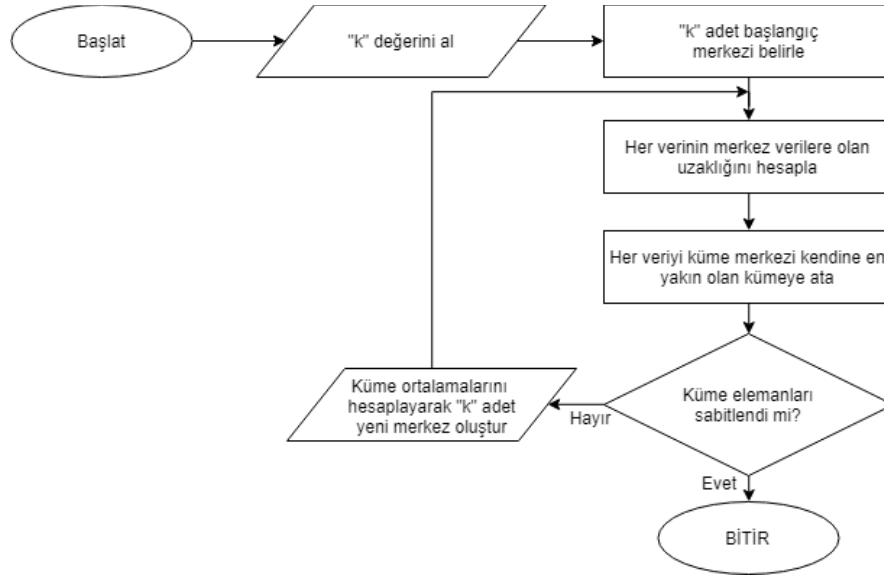 Başlat
"k" değerini al
"k" adet başlangıç
merkezi belirle
Her verinin merkez verilere olan
uzaklığını hesapla
Her veriyi küme merkezi kendine en
yakın olan kümeye ata
Küme elemanları
sabitlendi mi?
Hayır
Küme ortalamalarını
hesaplayarak "k" adet
yeni merkez oluştur
Evet
BİTİR